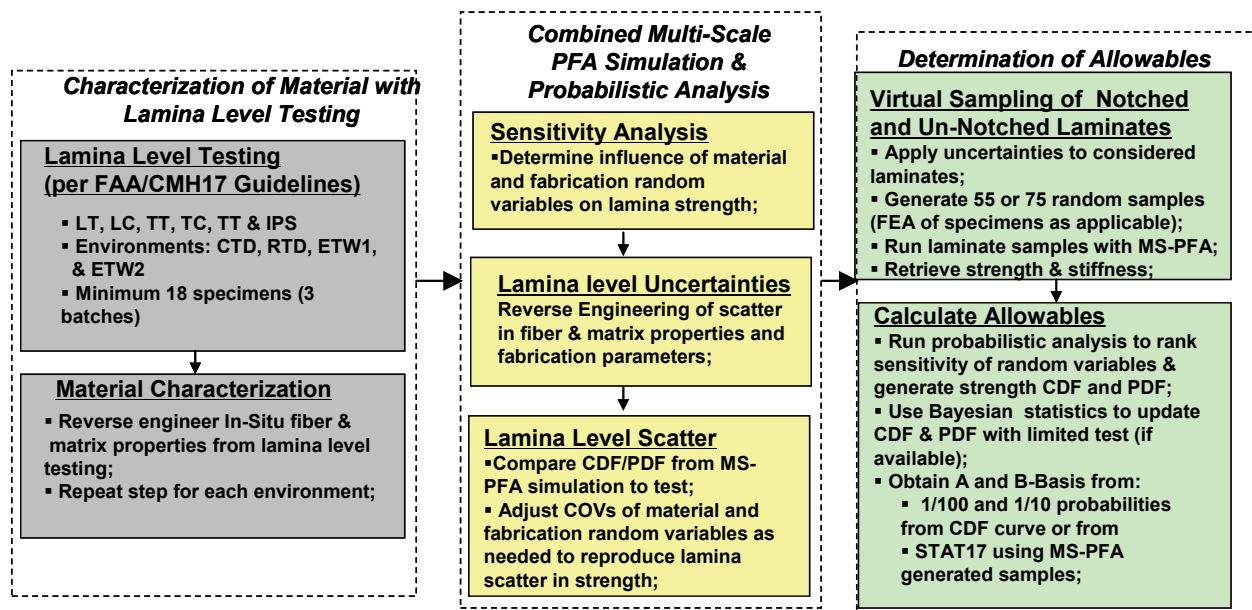 Characterization of Material with
Lamina Level Testing
Lamina Level Testing
(per FAA/CMH17 Guidelines)
▪ LT, LC, TT, TC, TT & IPS
▪ Environments: CTD, RTD, ETW1,
& ETW2
▪ Minimum 18 specimens (3
batches)
Material Characterization
▪ Reverse engineer In-Situ fiber &
matrix properties from lamina level
testing;
▪ Repeat step for each environment;
Combined Multi-Scale
PFA Simulation &
Probabilistic Analysis
Sensitivity Analysis
▪Determine influence of material
and fabrication random
variables on lamina strength;
Lamina level Uncertainties
Reverse Engineering of scatter
in fiber & matrix properties and
fabrication parameters;
Lamina Level Scatter
▪Compare CDF/PDF from MS-
PFA simulation to test;
▪ Adjust COVs of material and
fabrication random variables as
needed to reproduce lamina
scatter in strength;
Determination of Allowables
Virtual Sampling of Notched
and Un-Notched Laminates
▪ Apply uncertainties to considered
laminates;
▪ Generate 55 or 75 random samples
(FEA of specimens as applicable);
▪ Run laminate samples with MS-PFA;
▪ Retrieve strength & stiffness;
Calculate Allowables
▪ Run probabilistic analysis to rank
sensitivity of random variables &
generate strength CDF and PDF;
▪ Use Bayesian statistics to update
CDF & PDF with limited test (if
available);
▪ Obtain A and B-Basis from:
▪ 1/100 and 1/10 probabilities
from CDF curve or from
▪ STAT17 using MS-PFA
generated samples;